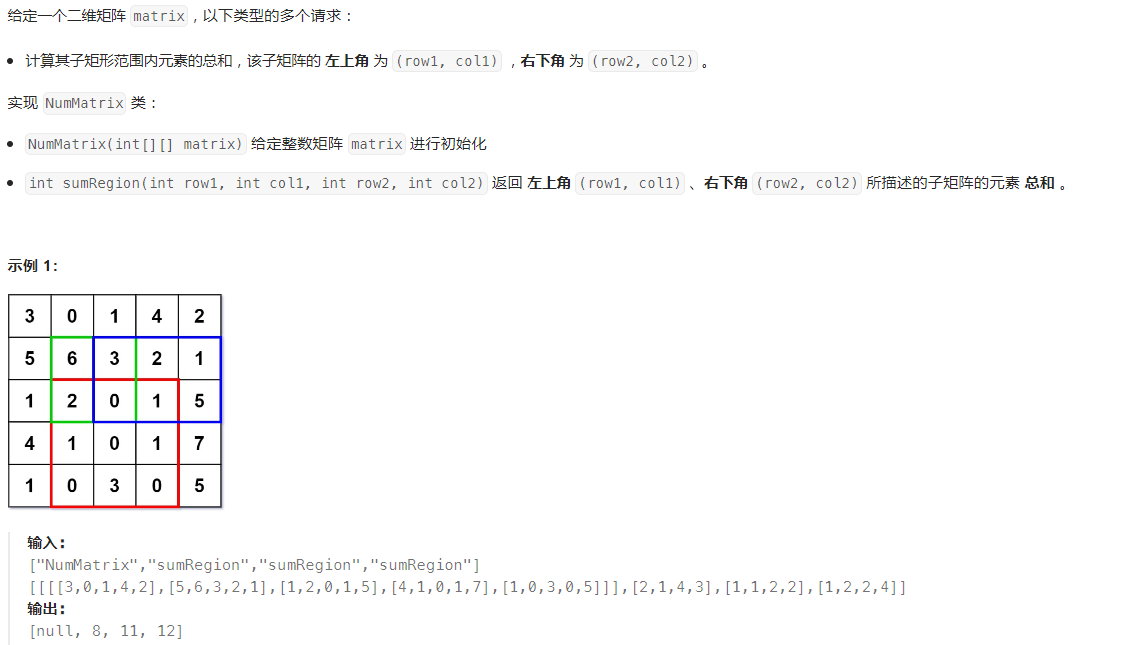 给定一个二维矩阵 matrix，以下类型的多个请求：
计算其子矩形范围内元素的总和，该子矩阵的 左上角 为 (row1, col1) ，右下角 为 (row2, col2) 。
实现 NumMatrix 类：
NumMatrix(int[][] matrix) 给定整数矩阵 matrix 进行初始化
int sumRegion(int row1, int col1, int row2, int col2) 返回 左上角 (row1, col1) 、右下角 (row2, col2) 所描述的子矩阵的元素 总和 。
示例 1：
3 0 1 4 2
5 6 3 2 1
1 2 0 1 5
4 1 0 1 7
1 0 3 0 5
输入:
["NumMatrix","sumRegion","sumRegion","sumRegion"]
[[[[3,0,1,4,2],[5,6,3,2,1],[1,2,0,1,5],[4,1,0,1,7],[1,0,3,0,5]]],[2,1,4,3],[1,1,2,2],[1,2,2,4]]
输出:
[null, 8, 11, 12]